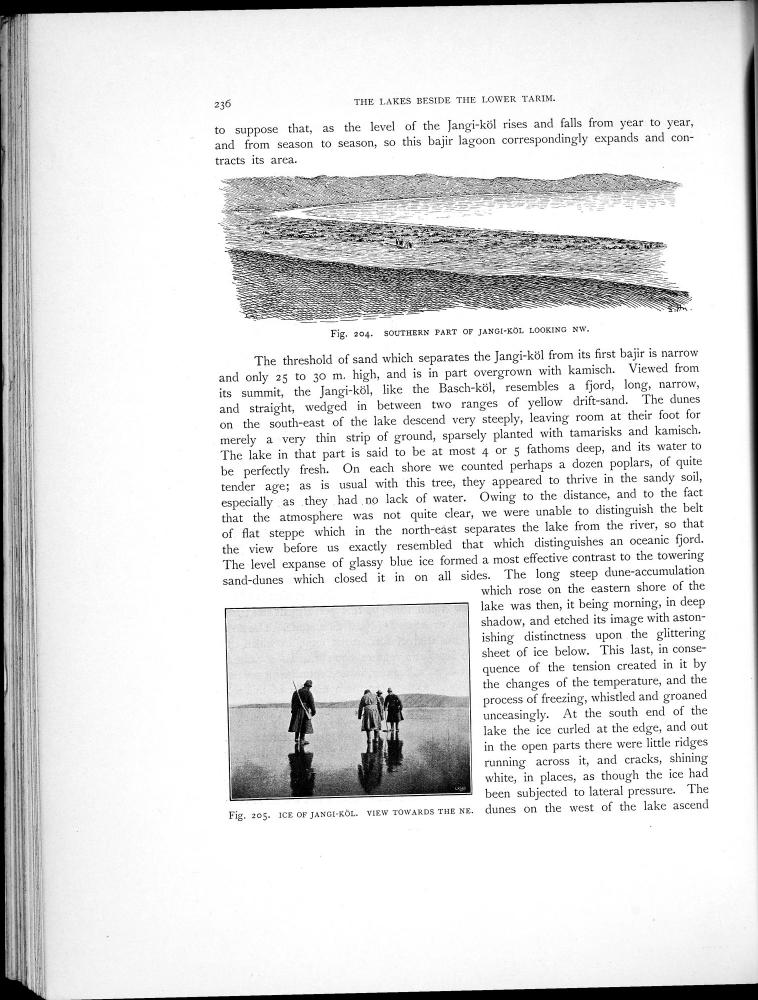 236
THE LAKES BESIDE THE LOWER TARIM.
to suppose that, as the level of the Jangi-köl rises and falls from year to year,
and from season to season, so this bajir lagoon correspondingly expands and con-
tracts its area.
Fig. 204. SOUTHERN PART OF JANGI-KÖL LOOKING NW.
The threshold of sand which separates the Jangi-köl from its first bajir is narrow
and only 25 to 30 m. high, and is in part overgrown with kamisch. Viewed from
its summit, the Jangi-köl, like the Basch-köl, resembles a fjord, long, narrow,
and straight, wedged in between two ranges of yellow drift-sand. The dunes
on the south-east of the lake descend very steeply, leaving room at their foot for
merely a very thin strip of ground, sparsely planted with tamarisks and kamisch.
The lake in that part is said to be at most 4 or 5 fathoms deep, and its water to
be perfectly fresh. On each shore we counted perhaps a dozen poplars, of quite
tender age; as is usual with this tree, they appeared to thrive in the sandy soil,
especially as they had no lack of water. Owing to the distance, and to the fact
that the atmosphere was not quite clear, we were unable to distinguish the belt
of flat steppe which in the north-east separates the lake from the river, so that
the view before us exactly resembled that which distinguishes an oceanic fjord.
The level expanse of glassy blue ice formed a most effective contrast to the towering
sand-dunes which closed it in on all sides. The long steep dune-accumulation
which rose on the eastern shore of the
lake was then, it being morning, in deep
shadow, and etched its image with aston-
ishing distinctness upon the glittering
sheet of ice below. This last, in conse-
quence of the tension created in it by
the changes of the temperature, and the
process of freezing, whistled and groaned
unceasingly. At the south end of the
lake the ice curled at the edge, and out
in the open parts there were little ridges
running across it, and cracks, shining
white, in places, as though the ice had
been subjected to lateral pressure. The
dunes on the west of the lake ascend
Fig. 205. ICE OF JANGI-KÖL. VIEW TOWARDS THE NE.